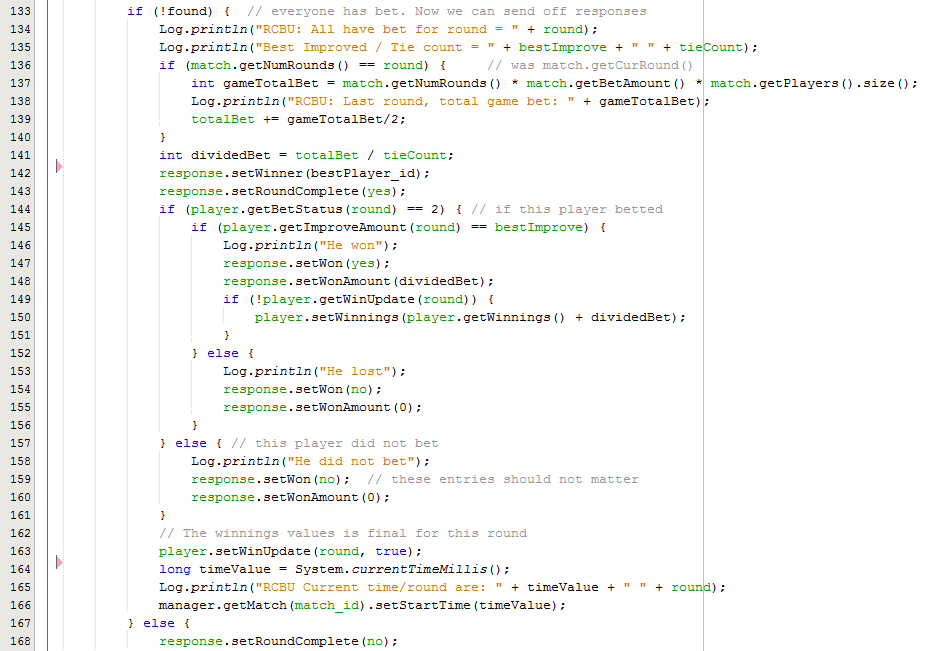 133 if (!found) {  // everyone has bet. Now we can send off responses
134 Log.println("RCBU: All have bet for round = " + round);
135 Log.println("Best Improved / Tie count = " + bestImprove + " " + tieCount);
136 if (match.getNumRounds() == round) {     // was match.getCurRound()
137 int gameTotalBet = match.getNumRounds() * match.getBetAmount() * match.getPlayers().size();
138 Log.println("RCBU: Last round, total game bet: " + gameTotalBet);
139 totalBet += gameTotalBet/2;
140 }
141 int dividedBet = totalBet / tieCount;
142 response.setWinner(bestPlayer_id);
143 response.setRoundComplete(yes);
144 if (player.getBetStatus(round) == 2) { // if this player betted
145 if (player.getImproveAmount(round) == bestImprove) {
146 Log.println("He won");
147 response.setWon(yes);
148 response.setWonAmount(dividedBet);
149 if (!player.getWinUpdate(round)) {
150 player.setWinnings(player.getWinnings() + dividedBet);
151 }
152 } else {
153 Log.println("He lost");
154 response.setWon(no);
155 response.setWonAmount(0);
156 }
157 } else { // this player did not bet
158 Log.println("He did not bet");
159 response.setWon(no);  // these entries should not matter
160 response.setWonAmount(0);
161 }
162 // The winnings values is final for this round
163 player.setWinUpdate(round, true);
164 long timeValue = System.currentTimeMillis();
165 Log.println("RCBU Current time/round are: " + timeValue + " " + round);
166 manager.getMatch(match_id).setStartTime(timeValue);
167 } else {
168 response.setRoundComplete(no);